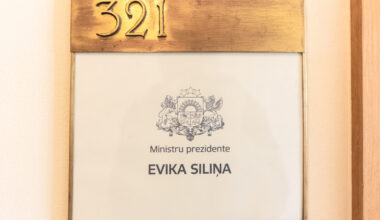 321
Ministru prezidente
EVIKA SILIŅA